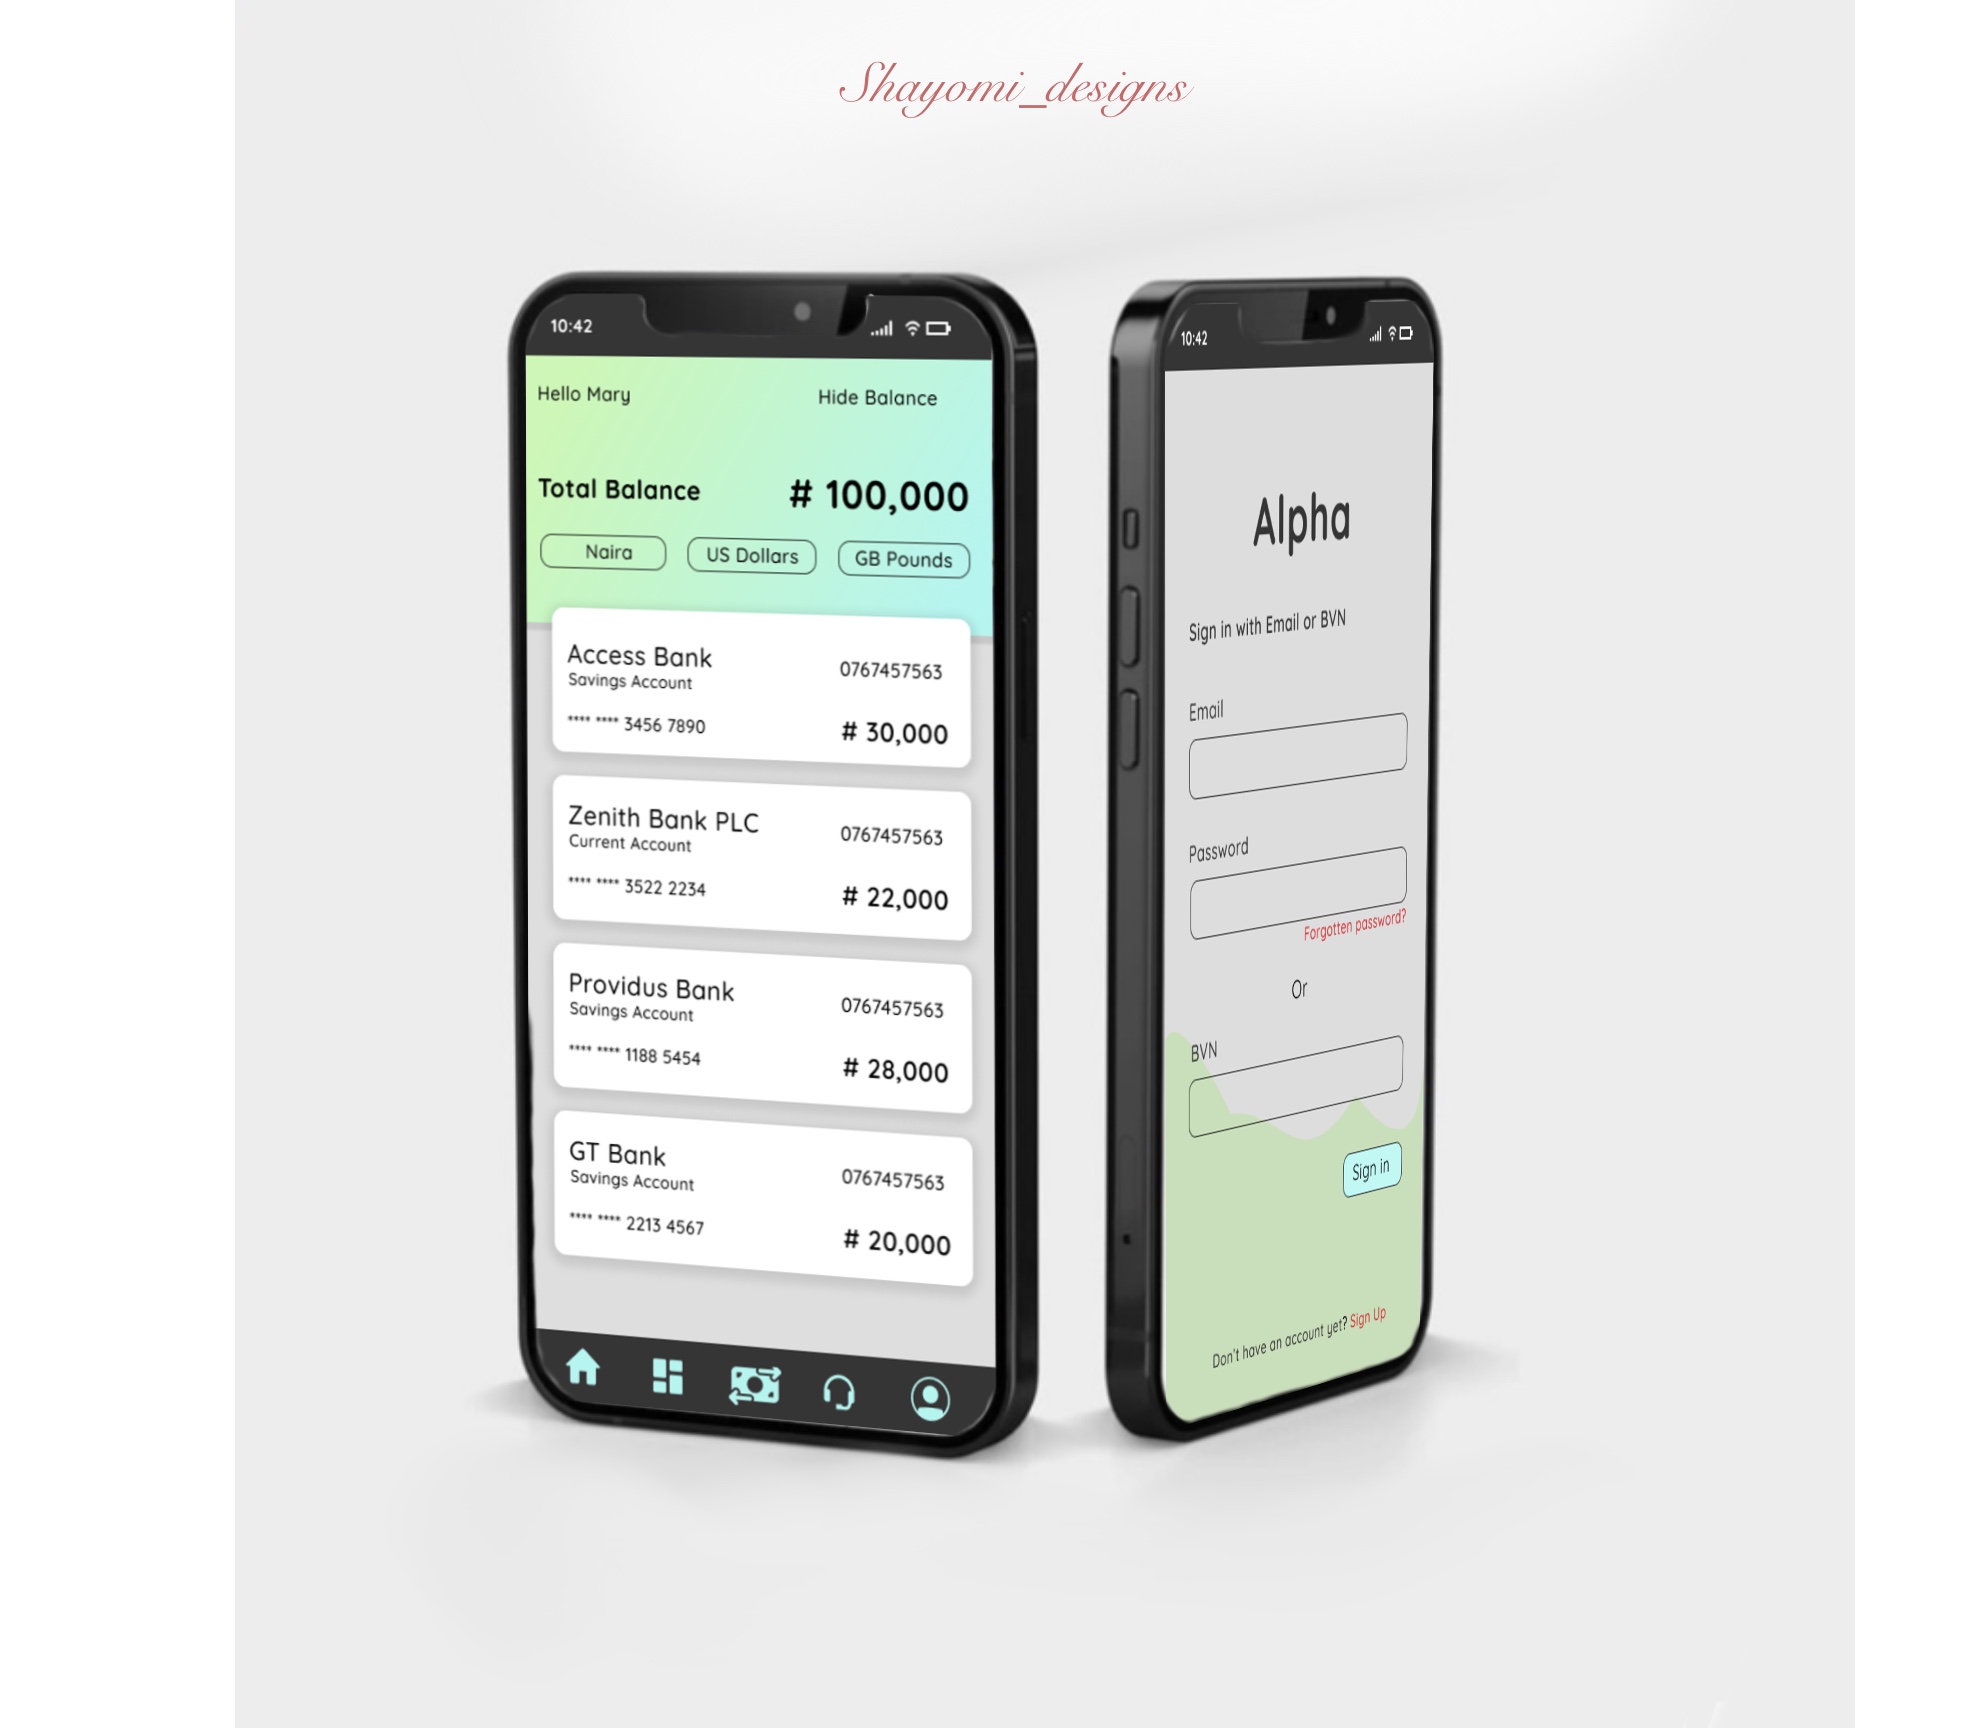 Shayomi_designs
10:42
Hello Mary Hide Balance
Total Balance # 100,000
Naira US Dollars GB Pounds
Access Bank
Savings Account
0767457563
**** **** 3456 7890
# 30,000
Zenith Bank PLC
Current Account
0767457563
**** **** 3522 2234
# 22,000
Providus Bank
Savings Account
0767457563
**** **** 1188 5454
# 28,000
GT Bank
Savings Account
0767457563
**** **** 2213 4567
# 20,000
10:42
Alpha
Sign in with Email or BVN
Email
Password
Forgotten password?
Or
BVN
Sign in
Don't have an account yet? Sign Up